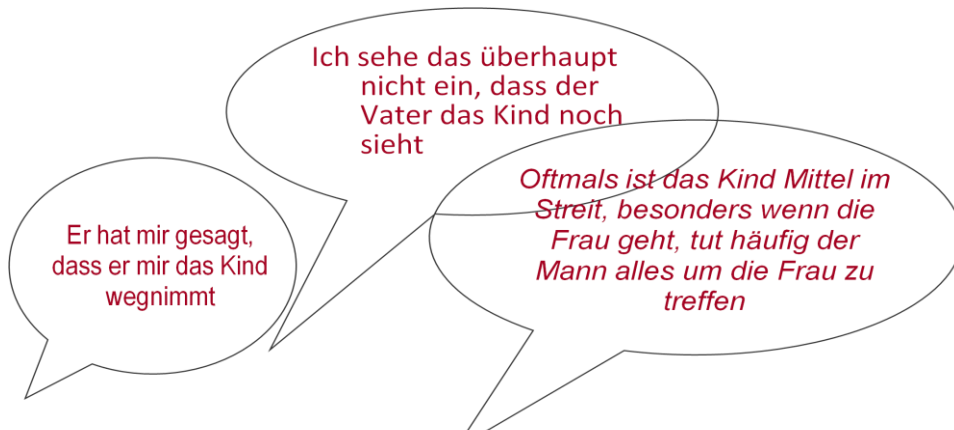 Ich sehe das überhaupt
nicht ein, dass der
Vater das Kind noch
sieht
Er hat mir gesagt,
dass er mir das Kind
wegnimmt
Oftmals ist das Kind Mittel im
Streit, besonders wenn die
Frau geht, tut häufig der
Mann alles um die Frau zu
treffen